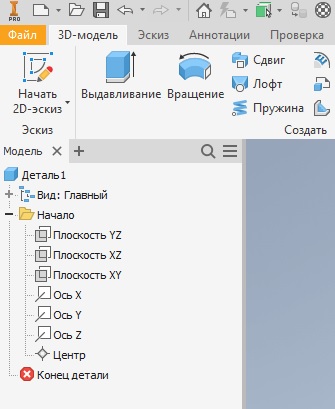 PRO
Файл 3D-модель Эскиз Аннотации Проверка
Начать
2D-эскиз
Выдавливание
Вращение
Сдвиг
Лофт
Пружина
Эскиз
Создать
Модель
Деталь1
Вид: Главный
Начало
Плоскость YZ
Плоскость XZ
Плоскость XY
Ось X
Ось Y
Ось Z
Центр
Конец детали